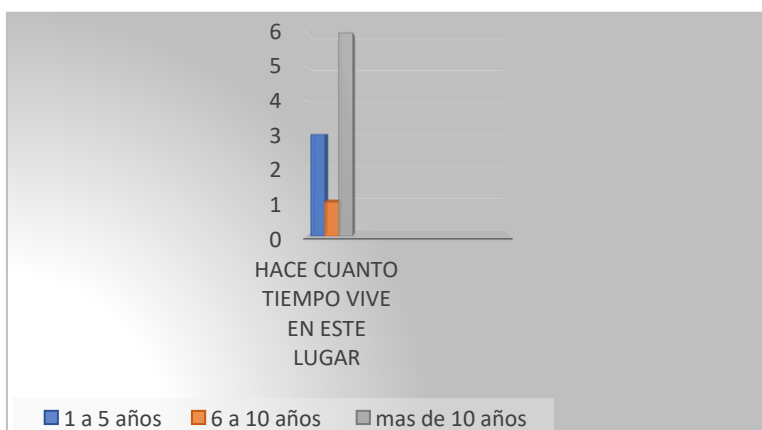 6
5
4
3
2
1
0
HACE CUANTO
TIEMPO VIVE
EN ESTE
LUGAR
1 a 5 años 6 a 10 años mas de 10 años